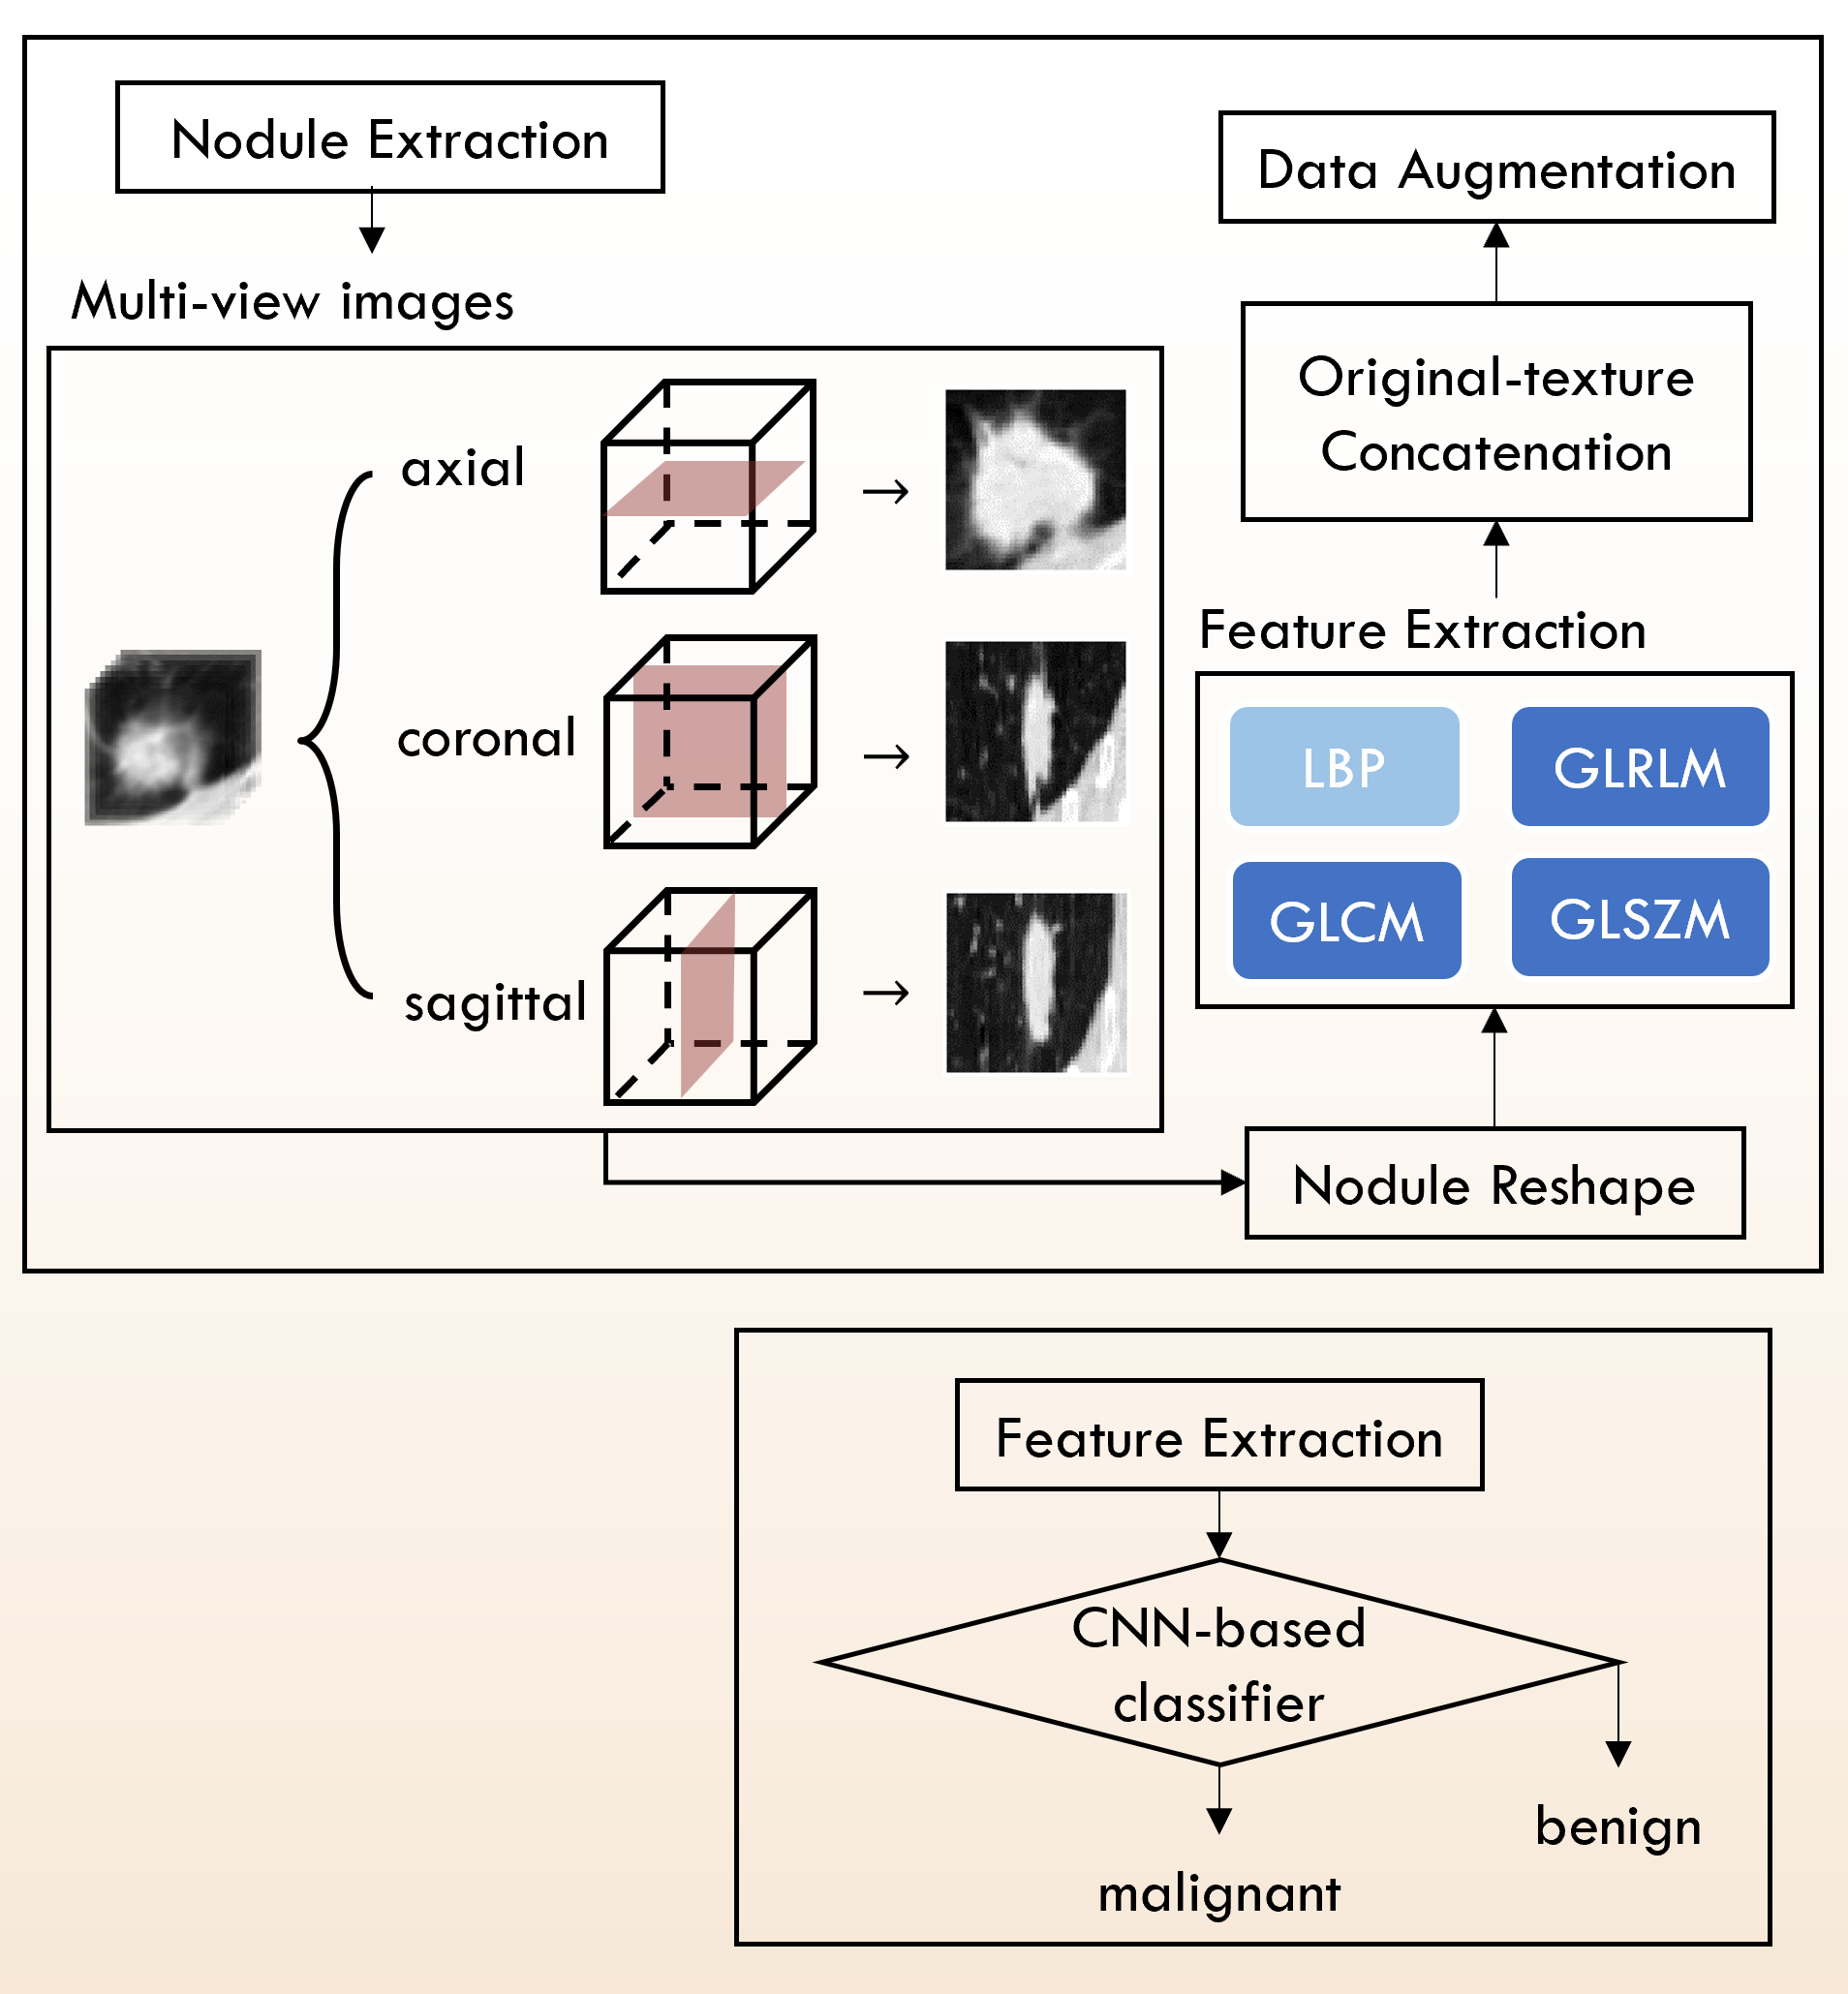 Nodule Extraction
Multi-view images
axial
coronal
sagittal
Data Augmentation
Original-texture
Concatenation
Feature Extraction
LBP
GLRLM
GLCM
GLSZM
Nodule Reshape
Feature Extraction
CNN-based
classifier
benign
malignant